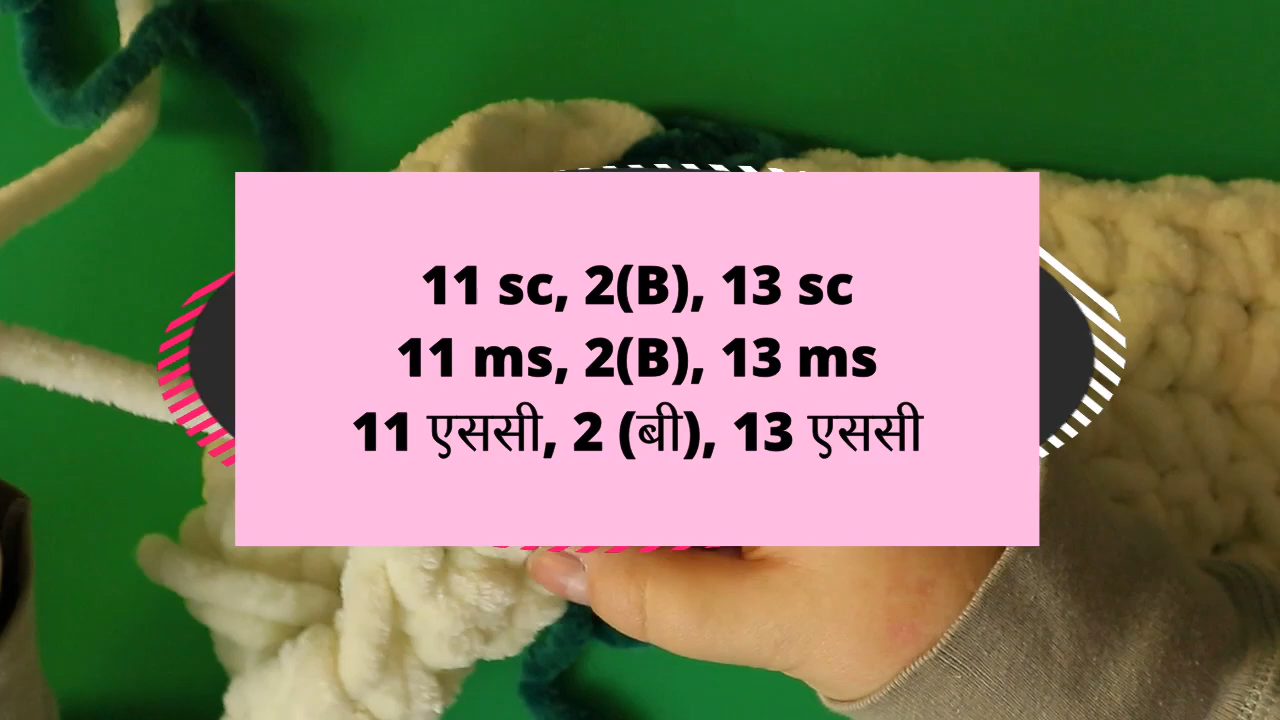 11 sc, 2(B), 13 sc
11 ms, 2(B), 13 ms
11 एससी, 2 (बी), 13 एससी